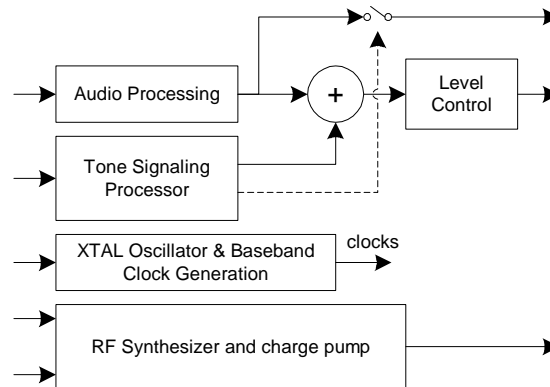 Audio Processing
+
Level
Control
Tone Signaling
Processor
XTAL Oscillator & Baseband
Clock Generation
clocks
RF Synthesizer and charge pump